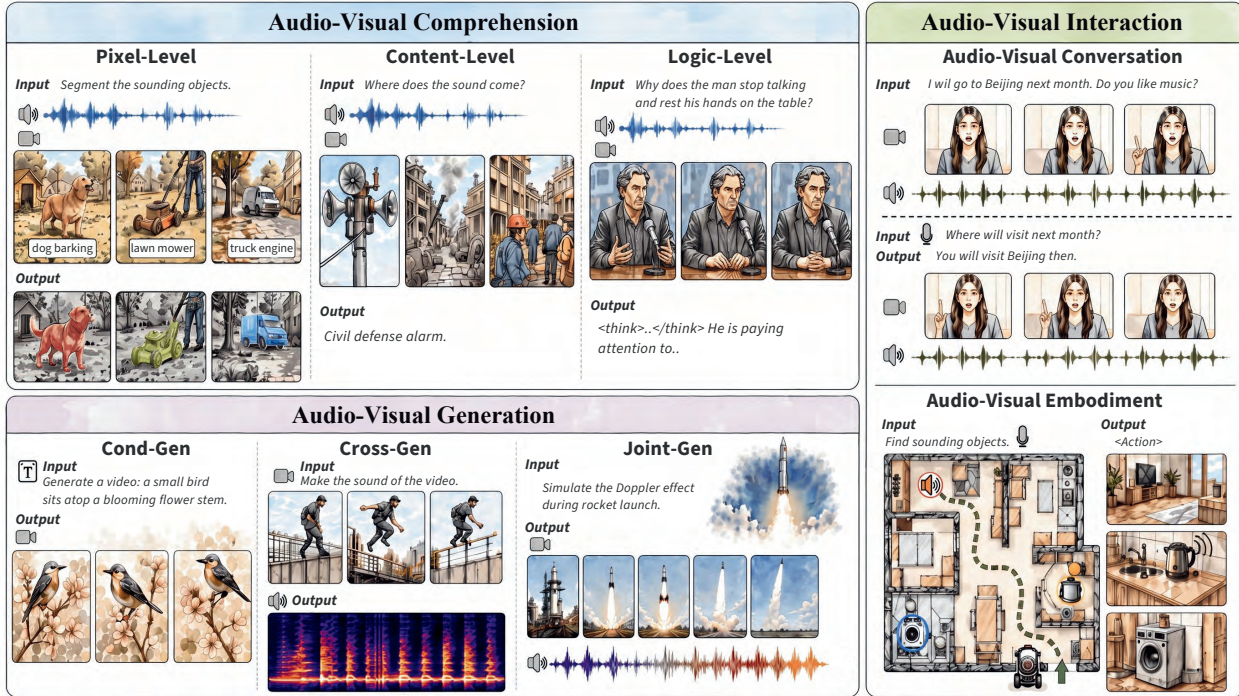 Audio-Visual Comprehension
Pixel-Level
Input Segment the sounding objects.
dog barking
lawn mower
truck engine
Output
Content-Level
Input Where does the sound come?
Output
Civil defense alarm.
Logic-Level
Input Why does the man stop talking
and rest his hands on the table?
Output
<think>..</think> He is paying
attention to..
Audio-Visual Generation
Cond-Gen
T Input
Generate a video: a small bird
sits atop a blooming flower stem.
Output
Cross-Gen
Input
Make the sound of the video.
Output
Joint-Gen
Input
Simulate the Doppler effect
during rocket launch.
Output
Audio-Visual Interaction
Audio-Visual Conversation
Input I wil go to Beijing next month. Do you like music?
Input Where will visit next month?
Output You will visit Beijing then.
Audio-Visual Embodiment
Input
Find sounding objects.
Output
<Action>